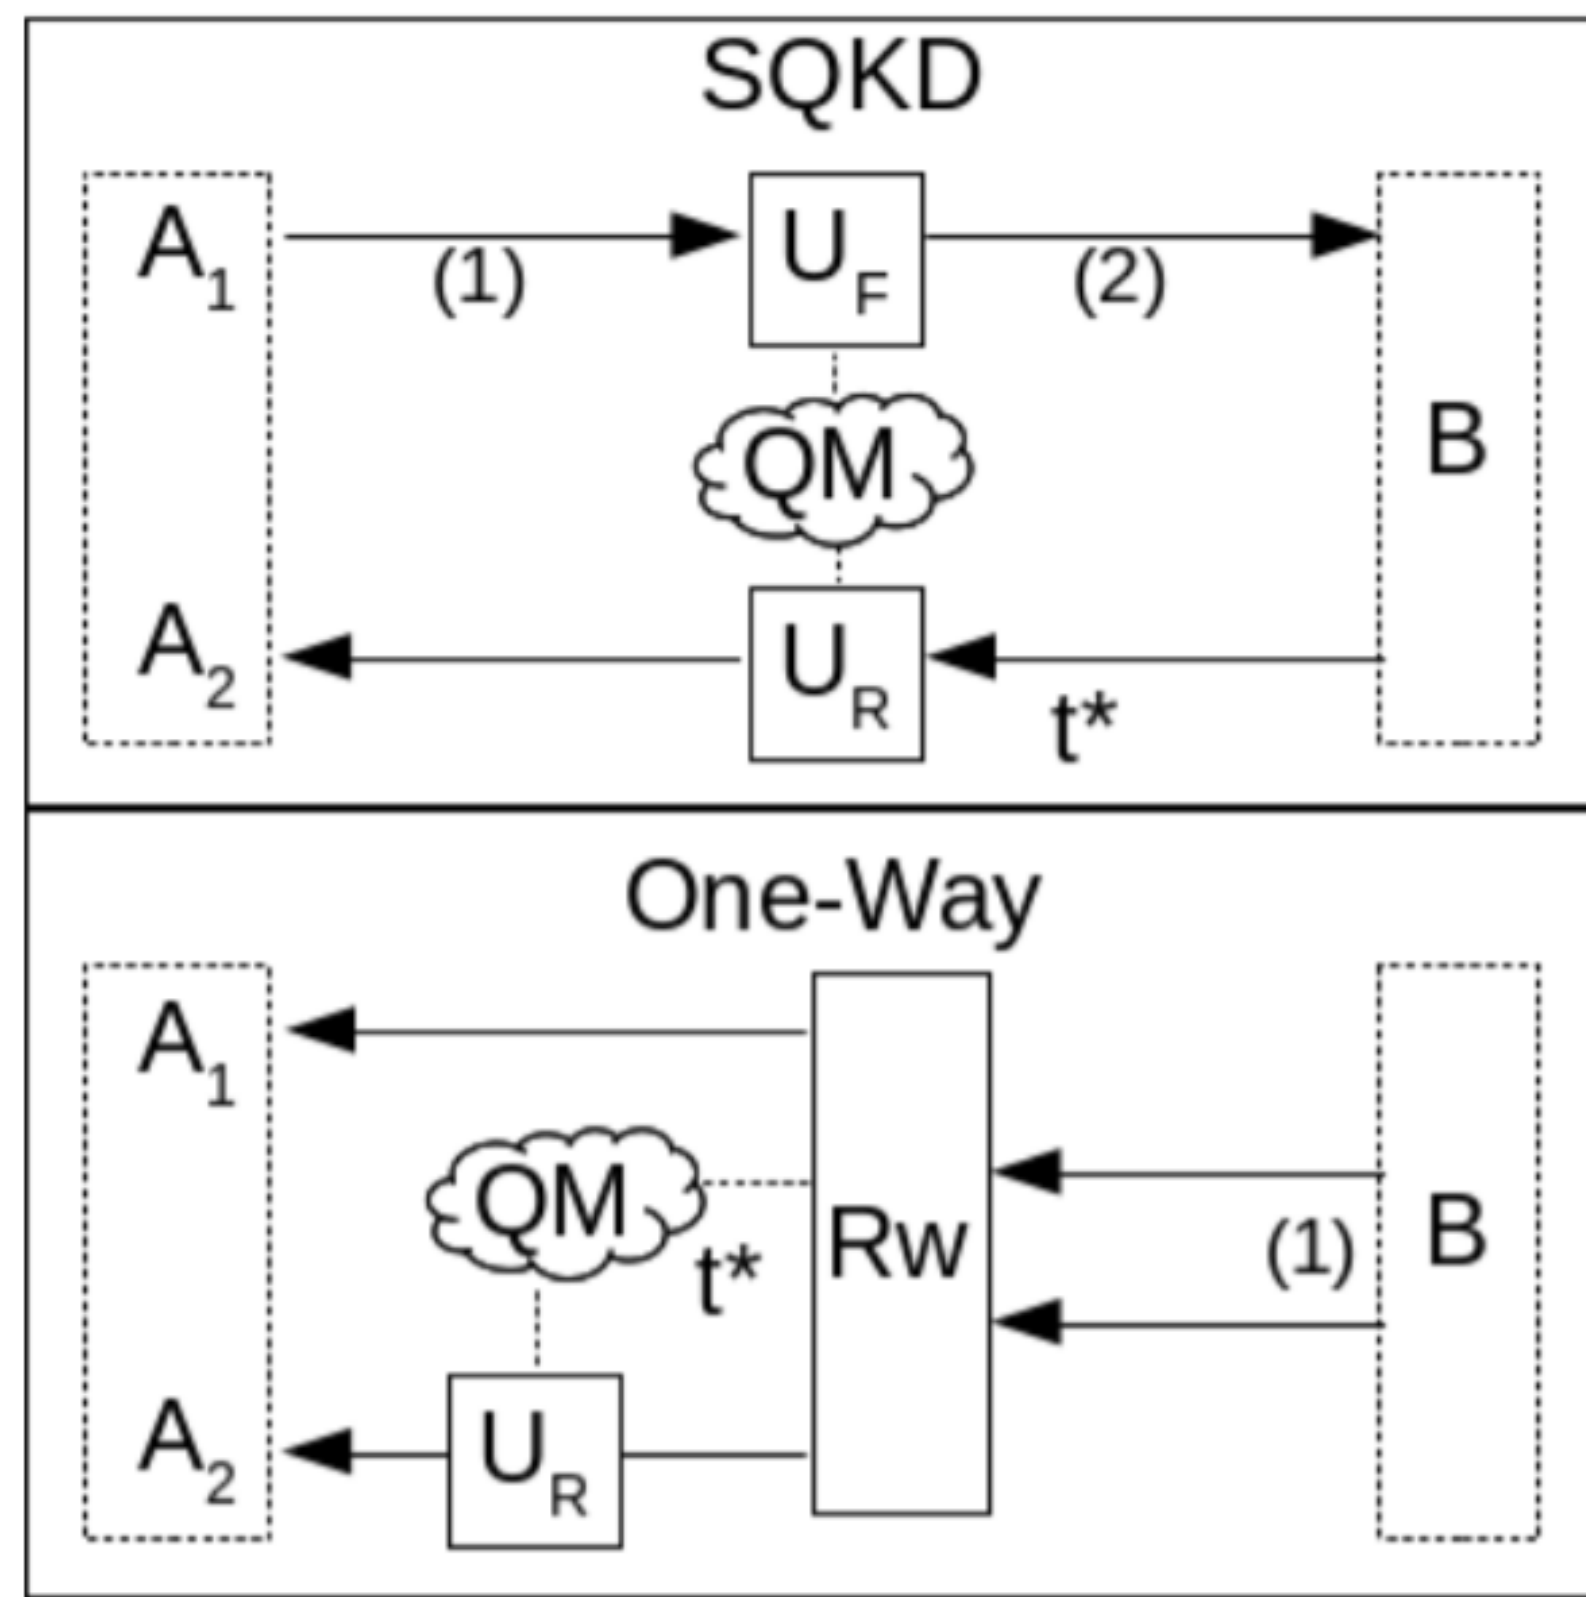 SQKD
A1 (1) UF (2)
QM
B
A2 UR t*
One-Way
A1
QM t* Rw (1) B
A2 UR